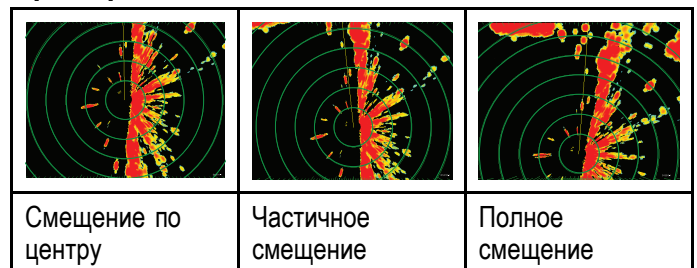 Смещение по
центру
Частичное
смещение
Полное
смещение